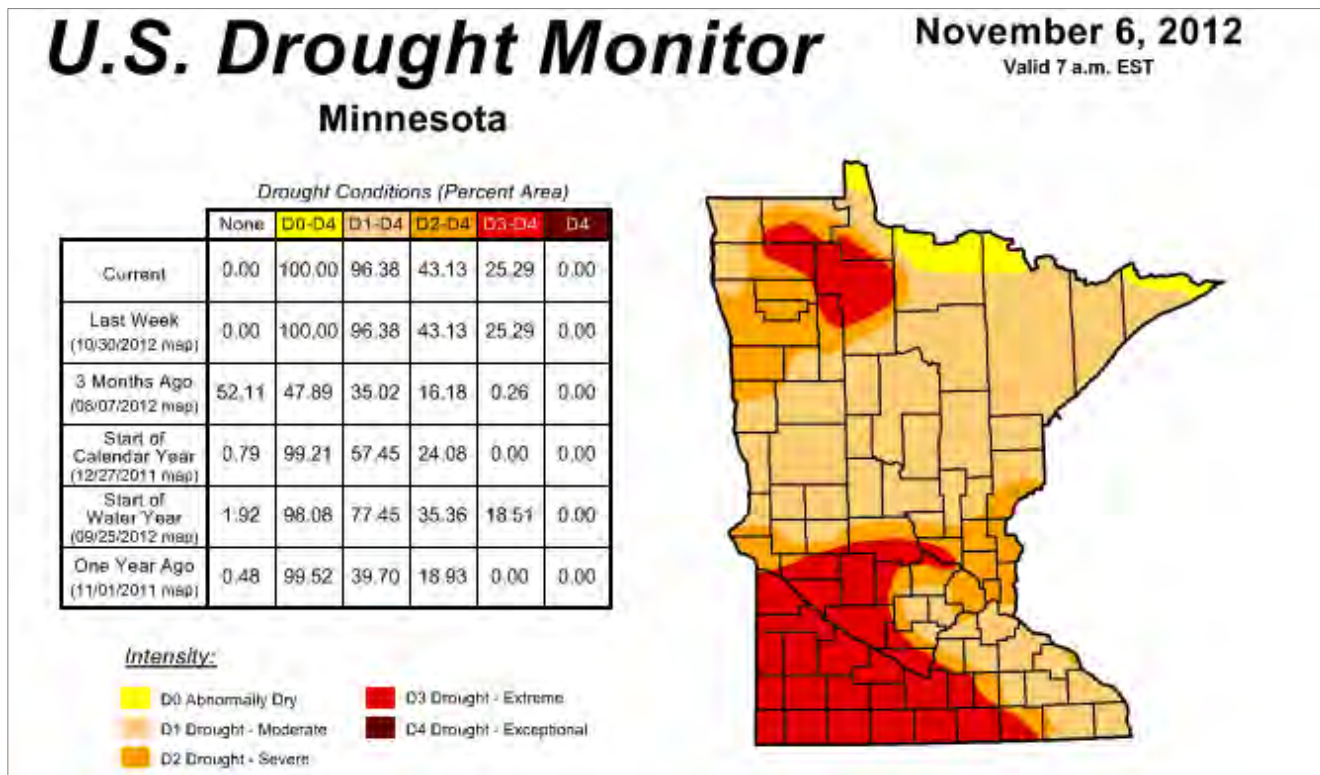 U.S. Drought Monitor
November 6, 2012
Valid 7 a.m. EST
Minnesota
Drought Conditions (Percent Area)
None D0-D4 D1-D4 D2-D4 D3-D4 D4
Current 0.00 100.00 96.38 43.13 25.29 0.00
Last Week
(10/30/2012 map)
0.00 100.00 96.38 43.13 25.29 0.00
3 Months Ago
(08/07/2012 map)
52.11 47.89 35.02 16.18 0.26 0.00
Start of
Calendar Year
(12/27/2011 map)
0.79 99.21 57.45 24.08 0.00 0.00
Start of
Water Year
(09/25/2012 map)
1.92 98.08 77.45 35.36 18.51 0.00
One Year Ago
(11/01/2011 map)
0.48 99.52 39.70 18.93 0.00 0.00
Intensity:
D0 Abnormally Dry
D1 Drought - Moderate
D2 Drought - Severe
D3 Drought - Extreme
D4 Drought - Exceptional